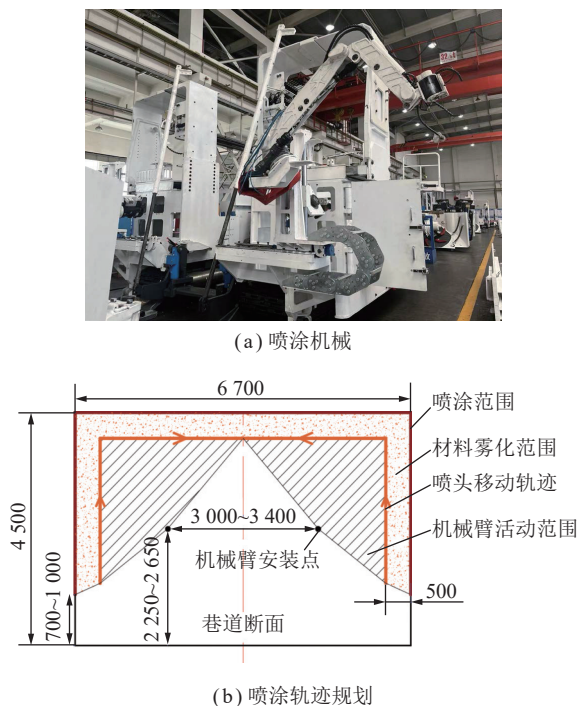 (a) 喷涂机械
6 700
喷涂范围
材料雾化范围
喷头移动轨迹
机械臂活动范围
4 500
3 000~3 400
机械臂安装点
2 250~2 650
700~1 000
500
巷道断面
(b) 喷涂轨迹规划